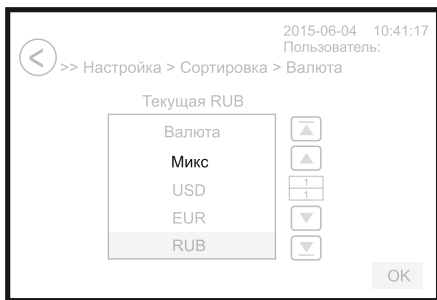 2015-06-04 10:41:17
Пользователь:
>> Настройка > Сортировка > Валюта
Текущая RUB
Валюта
Микс
USD
1
1
EUR
RUB
OK